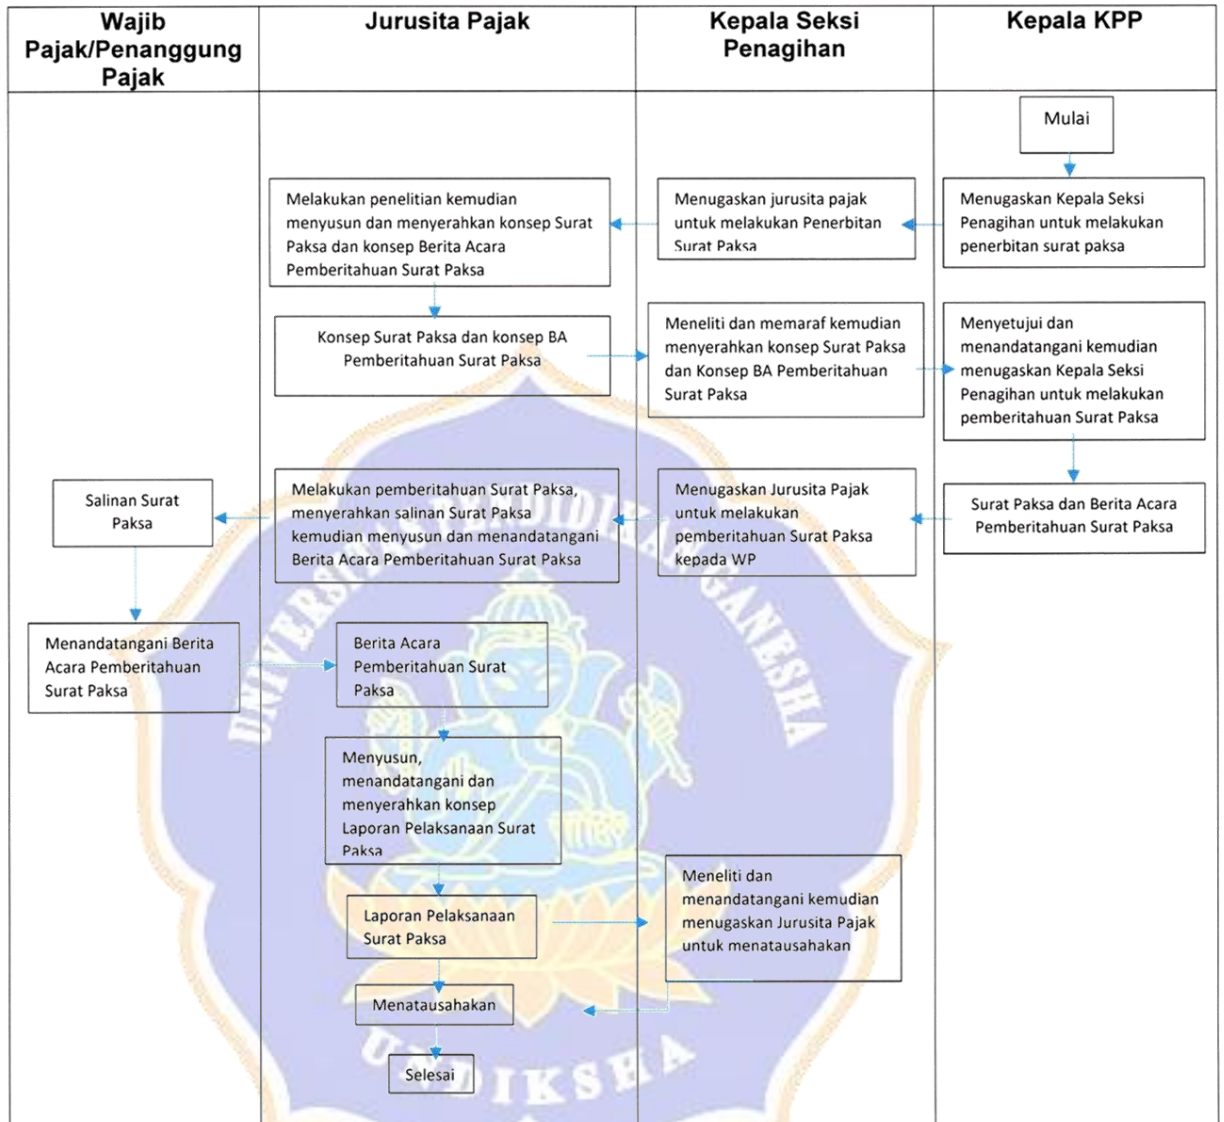 Wajib
Pajak/Penanggung
Pajak
Jurusita Pajak
Kepala Seksi
Penagihan
Kepala KPP
Mulai
Menugaskan Kepala Seksi
Penagihan untuk melakukan
penerbitan surat paksa
Menugaskan jurusita pajak
untuk melakukan Penerbitan
Surat Paksa
Melakukan penelitian kemudian
menyusun dan menyerahkan konsep Surat
Paksa dan konsep Berita Acara
Pemberitahuan Surat Paksa
Konsep Surat Paksa dan konsep BA
Pemberitahuan Surat Paksa
Meneliti dan memaraf kemudian
menyerahkan konsep Surat Paksa
dan Konsep BA Pemberitahuan
Surat Paksa
Menyetujui dan
menandatangani kemudian
menugaskan Kepala Seksi
Penagihan untuk melakukan
pemberitahuan Surat Paksa
Surat Paksa dan Berita Acara
Pemberitahuan Surat Paksa
Menugaskan Jurusita Pajak
untuk melakukan
pemberitahuan Surat Paksa
kepada WP
Melakukan pemberitahuan Surat Paksa,
menyerahkan salinan Surat Paksa
kemudian menyusun dan menandatangani
Berita Acara Pemberitahuan Surat Paksa
Salinan Surat
Paksa
Menandatangani Berita
Acara Pemberitahuan
Surat Paksa
Berita Acara
Pemberitahuan Surat
Paksa
Menyusun,
menandatangani dan
menyerahkan konsep
Laporan Pelaksanaan Surat
Paksa
Laporan Pelaksanaan
Surat Paksa
Meneliti dan
menandatangani kemudian
menugaskan Jurusita Pajak
untuk menatausahakan
Menatausahakan
Selesai
UNIVERSITAS PENDIDIKAN GANESHA
UNDIKSHA